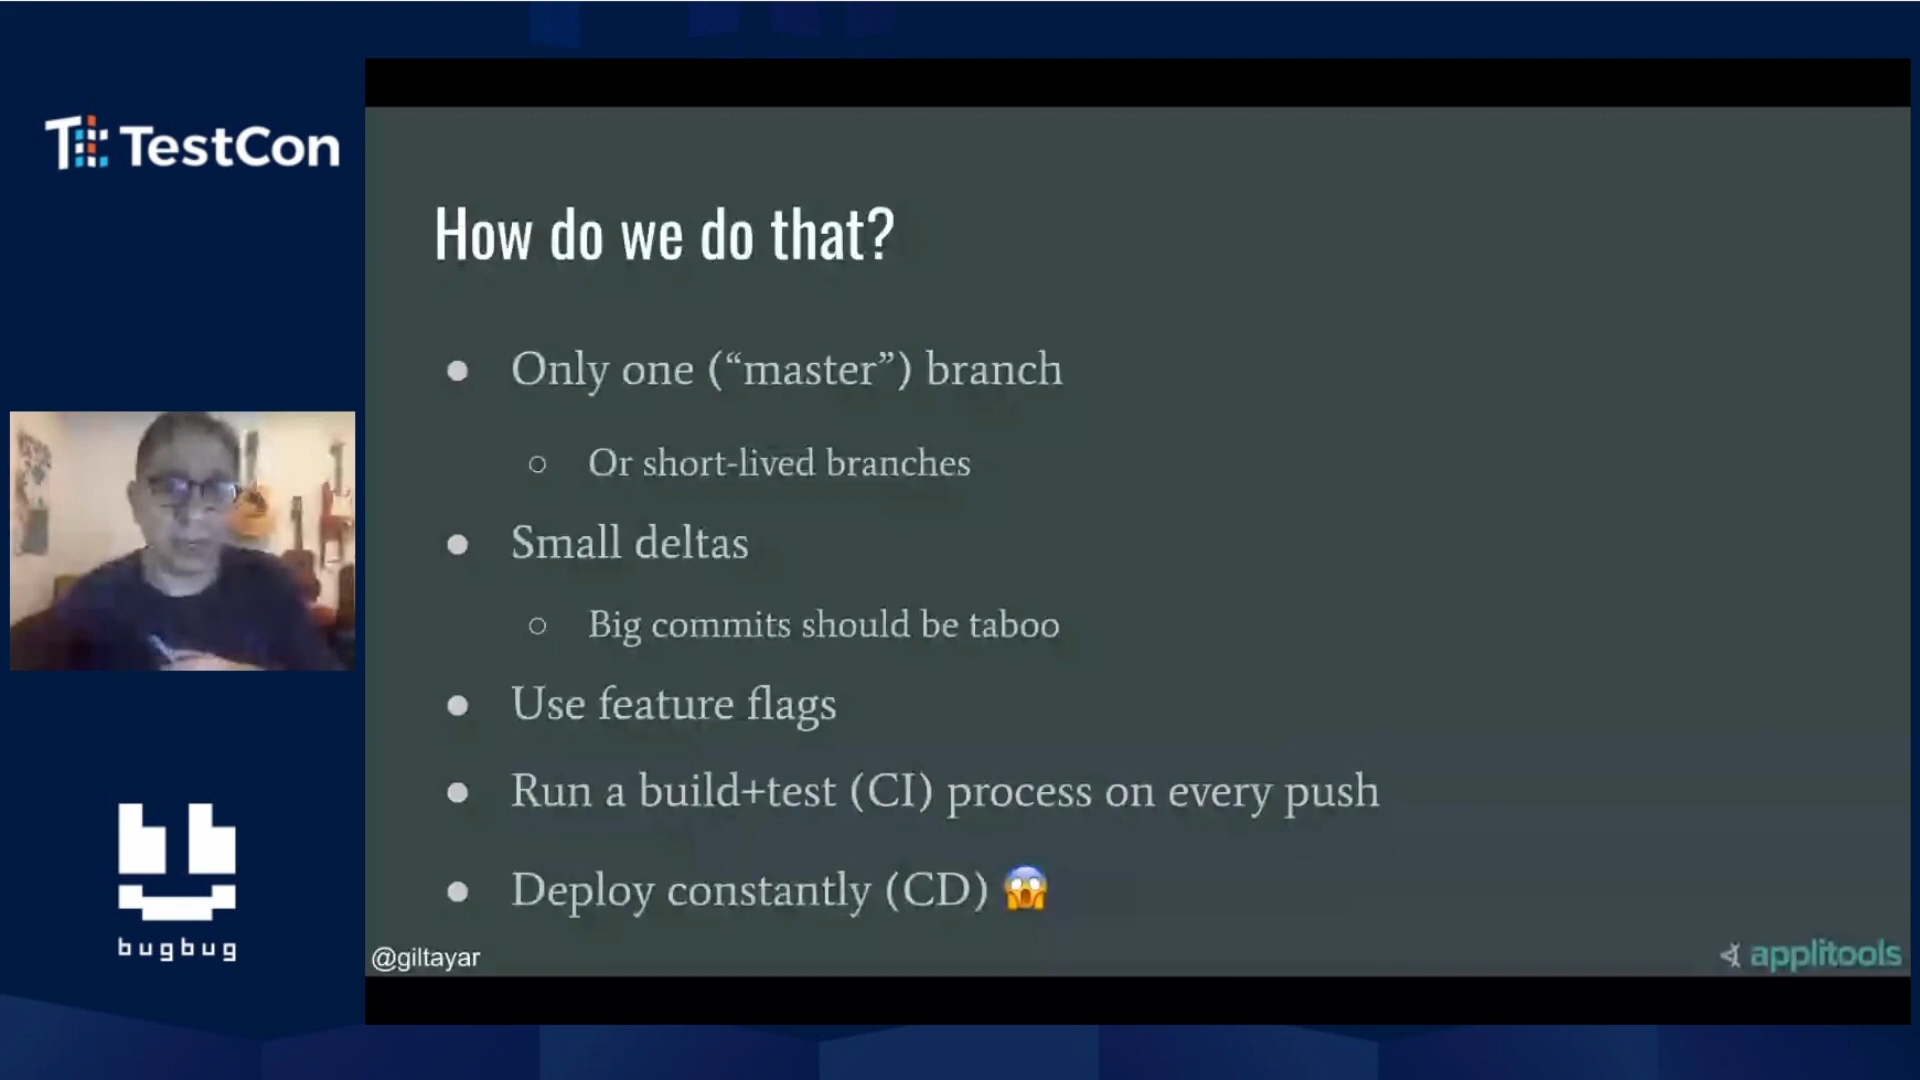 TestCon
How do we do that?
● Only one (“master”) branch
○ Or short-lived branches
● Small deltas
○ Big commits should be taboo
● Use feature flags
● Run a build+test (CI) process on every push
● Deploy constantly (CD) 😱
bugbug
@giltayar
applitools